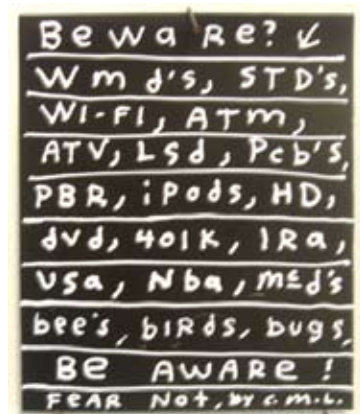 BewaRe? ↙
Wmd's, STD's,
WI-FI, ATm,
ATV, LSd, Pcb's,
PBR, iPods, HD,
dvd, 401K, IRa,
usa, Nba, mcd's
bee's, bIRds, bugs,
BE AWARe!
FEAR Not, by c.m.l.